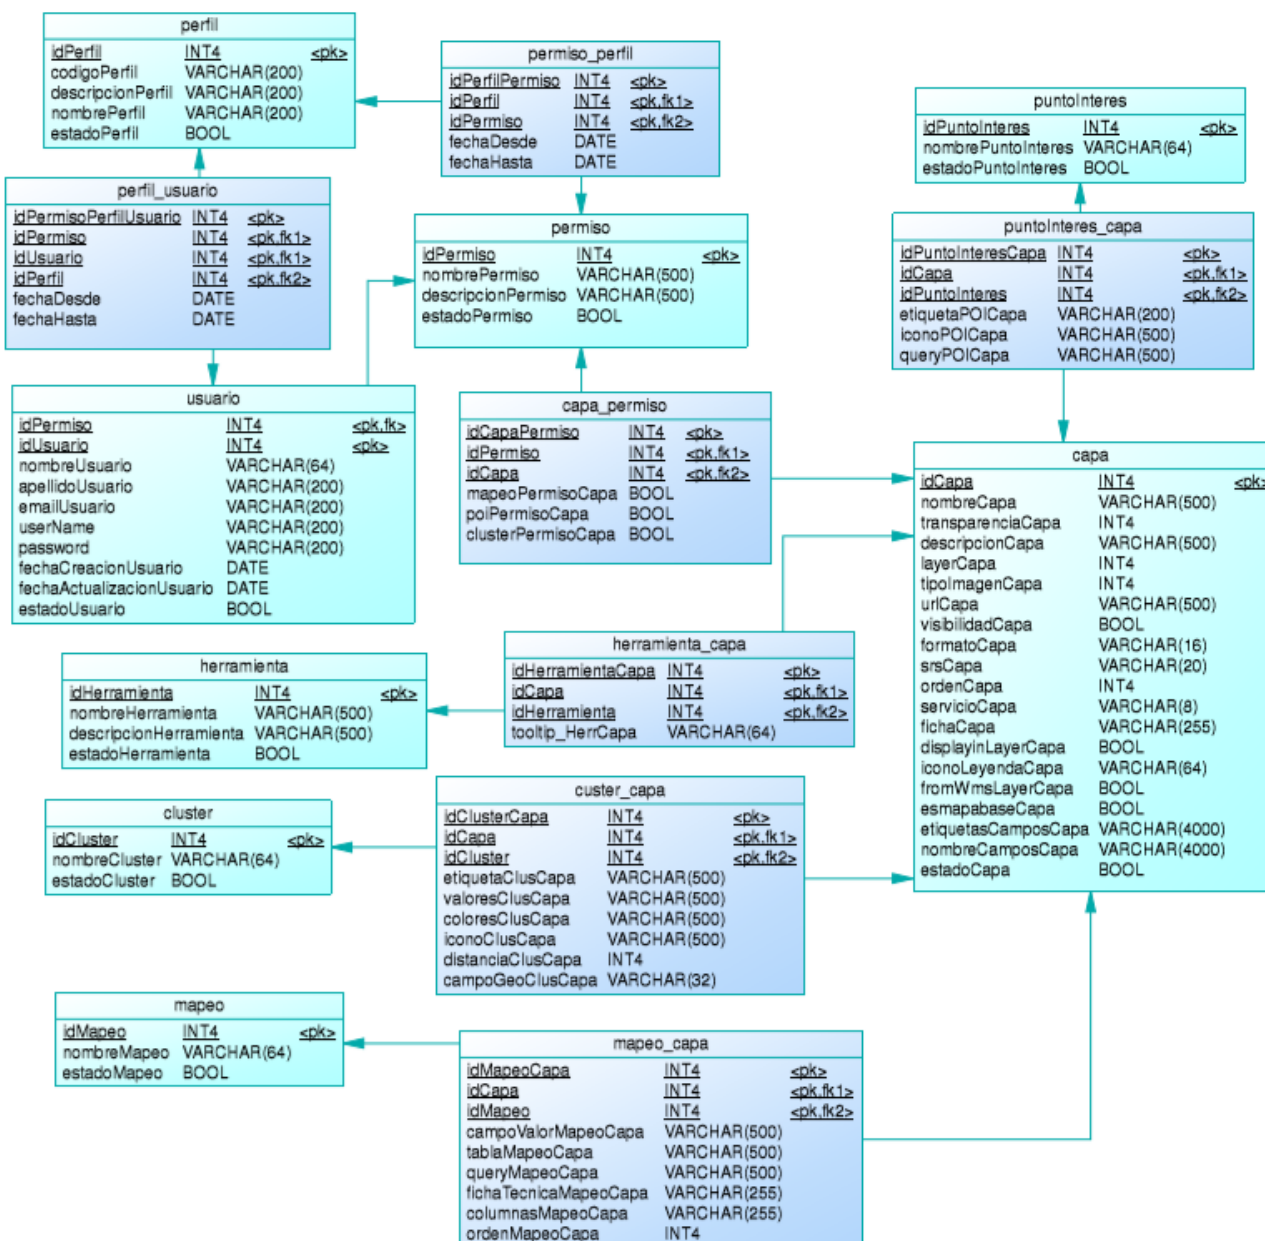 perfil
idPerfil INT4 <pk>
codigoPerfil VARCHAR(200)
descripcionPerfil VARCHAR(200)
nombrePerfil VARCHAR(200)
estadoPerfil BOOL
permiso_perfil
idPerfilPermiso INT4 <pk>
idPerfil INT4 <pk,fk1>
idPermiso INT4 <pk,fk2>
fechaDesde DATE
fechaHasta DATE
puntoInteres
idPuntoInteres INT4 <pk>
nombrePuntoInteres VARCHAR(64)
estadoPuntoInteres BOOL
perfil_usuario
idPermisoPerfilUsuario INT4 <pk>
idPermiso INT4 <pk,fk1>
idUsuario INT4 <pk,fk1>
idPerfil INT4 <pk,fk2>
fechaDesde DATE
fechaHasta DATE
permiso
idPermiso INT4 <pk>
nombrePermiso VARCHAR(500)
descripcionPermiso VARCHAR(500)
estadoPermiso BOOL
puntoInteres_capa
idPuntoInteresCapa INT4 <pk>
idCapa INT4 <pk,fk1>
idPuntoInteres INT4 <pk,fk2>
etiquetaPOICapa VARCHAR(200)
iconoPOICapa VARCHAR(500)
queryPOICapa VARCHAR(500)
usuario
idPermiso INT4 <pk,fk>
idUsuario INT4 <pk>
nombreUsuario VARCHAR(64)
apellidoUsuario VARCHAR(200)
emailUsuario VARCHAR(200)
userName VARCHAR(200)
password VARCHAR(200)
fechaCreacionUsuario DATE
fechaActualizacionUsuario DATE
estadoUsuario BOOL
capa_permiso
idCapaPermiso INT4 <pk>
idPermiso INT4 <pk,fk1>
idCapa INT4 <pk,fk2>
mapeoPermisoCapa BOOL
poiPermisoCapa BOOL
clusterPermisoCapa BOOL
capa
idCapa INT4 <pk>
nombreCapa VARCHAR(500)
transparenciaCapa INT4
descripcionCapa VARCHAR(500)
layerCapa INT4
tipoImagenCapa INT4
urlCapa VARCHAR(500)
visibilidadCapa BOOL
formatoCapa VARCHAR(16)
srsCapa VARCHAR(20)
ordenCapa INT4
servicioCapa VARCHAR(8)
fichaCapa VARCHAR(255)
displayinLayerCapa BOOL
iconoLeyendaCapa VARCHAR(64)
fromWmsLayerCapa BOOL
esmapabaseCapa BOOL
etiquetasCamposCapa VARCHAR(4000)
nombreCamposCapa VARCHAR(4000)
estadoCapa BOOL
herramienta
idHerramienta INT4 <pk>
nombreHerramienta VARCHAR(500)
descripcionHerramienta VARCHAR(500)
estadoHerramienta BOOL
herramienta_capa
idHerramientaCapa INT4 <pk>
idCapa INT4 <pk,fk1>
idHerramienta INT4 <pk,fk2>
tooltip_HerrCapa VARCHAR(64)
cluster
idCluster INT4 <pk>
nombreCluster VARCHAR(64)
estadoCluster BOOL
custer_capa
idClusterCapa INT4 <pk>
idCapa INT4 <pk,fk1>
idCluster INT4 <pk,fk2>
etiquetaClusCapa VARCHAR(500)
valoresClusCapa VARCHAR(500)
coloresClusCapa VARCHAR(500)
iconoClusCapa VARCHAR(500)
distanciaClusCapa INT4
campoGeoClusCapa VARCHAR(32)
mapeo
idMapeo INT4 <pk>
nombreMapeo VARCHAR(64)
estadoMapeo BOOL
mapeo_capa
idMapeoCapa INT4 <pk>
idCapa INT4 <pk,fk1>
idMapeo INT4 <pk,fk2>
campoValorMapeoCapa VARCHAR(500)
tablaMapeoCapa VARCHAR(500)
queryMapeoCapa VARCHAR(500)
fichaTecnicaMapeoCapa VARCHAR(255)
columnasMapeoCapa VARCHAR(255)
ordenMapeoCapa INT4